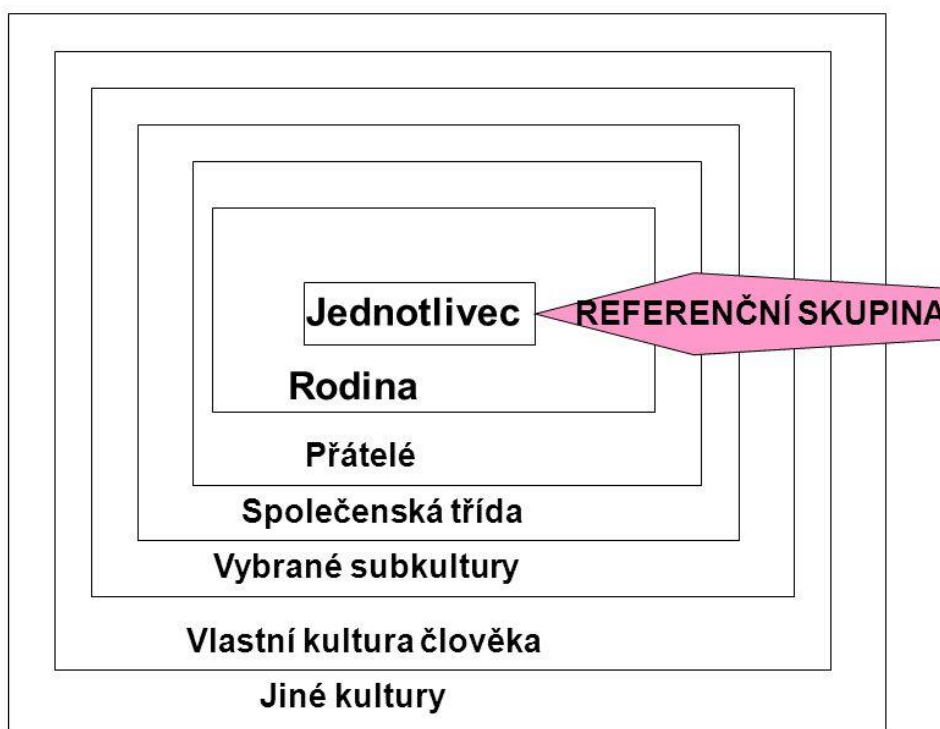 Jednotlivec
REFERENČNÍ SKUPINA
Rodina
Přátelé
Společenská třída
Vybrané subkultury
Vlastní kultura člověka
Jiné kultury